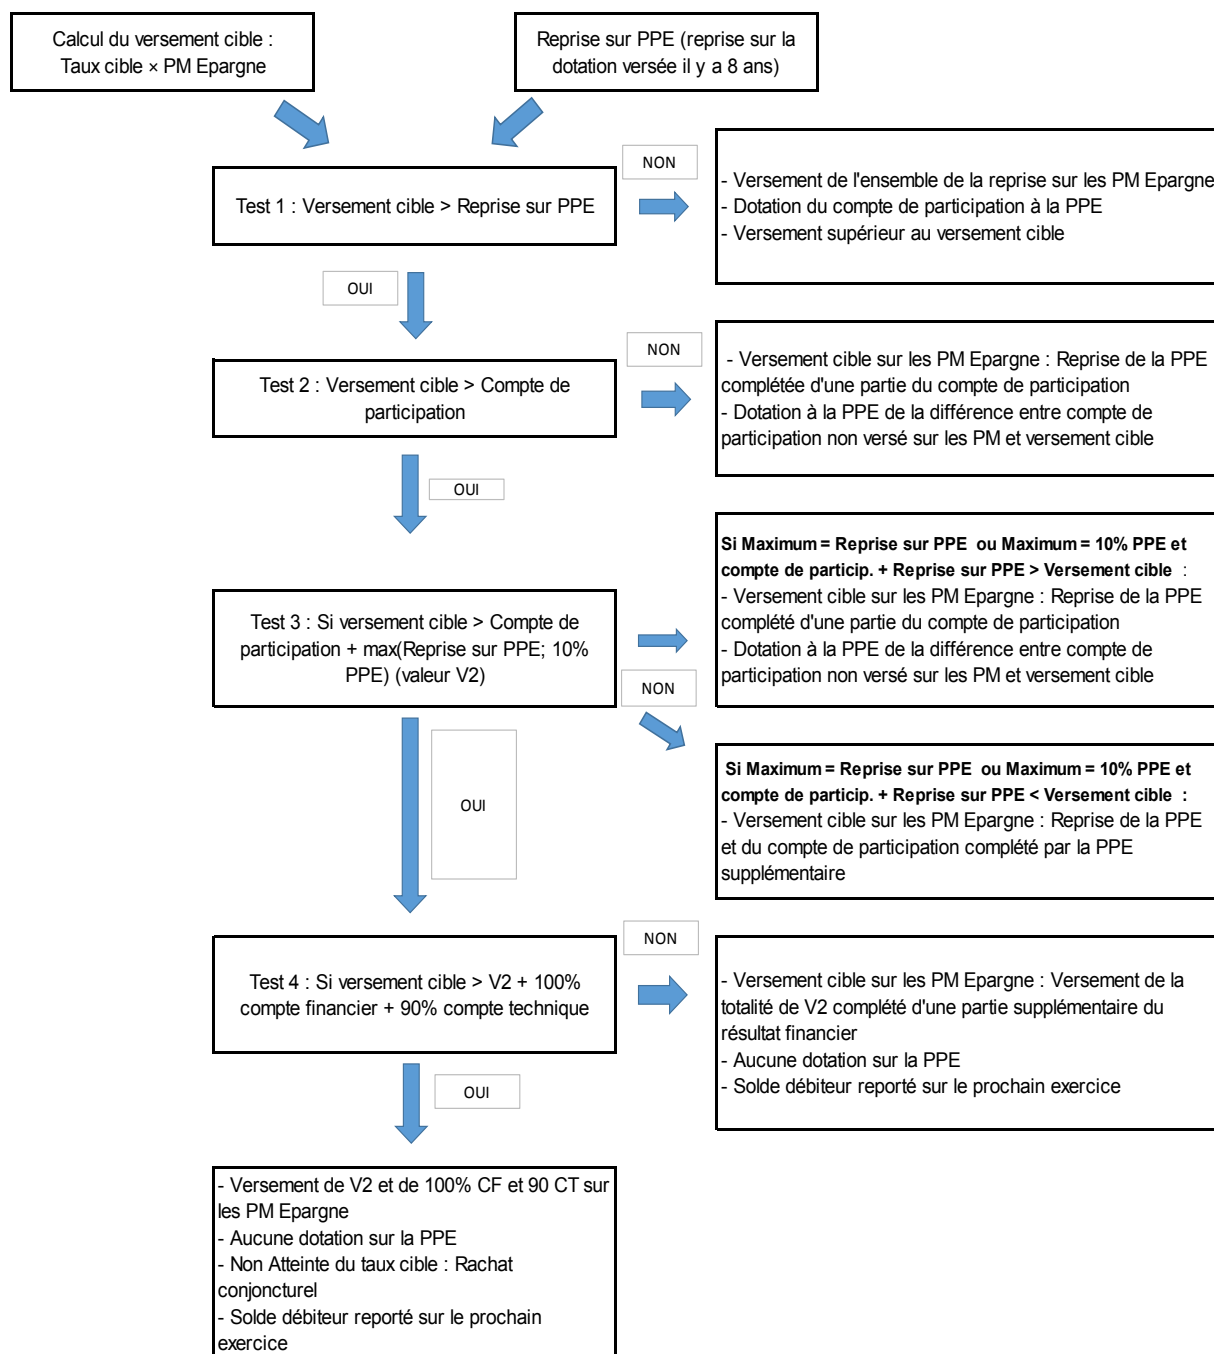 Calcul du versement cible :
Taux cible × PM Epargne
Reprise sur PPE (reprise sur la
dotation versée il y a 8 ans)
Test 1 : Versement cible > Reprise sur PPE
NON
- Versement de l'ensemble de la reprise sur les PM Epargne
- Dotation du compte de participation à la PPE
- Versement supérieur au versement cible
OUI
Test 2 : Versement cible > Compte de
participation
NON
- Versement cible sur les PM Epargne : Reprise de la PPE
complétée d'une partie du compte de participation
- Dotation à la PPE de la différence entre compte de
participation non versé sur les PM et versement cible
OUI
Test 3 : Si versement cible > Compte de
participation + max(Reprise sur PPE; 10%
PPE) (valeur V2)
NON
Si Maximum = Reprise sur PPE ou Maximum = 10% PPE et
compte de particip. + Reprise sur PPE > Versement cible :
- Versement cible sur les PM Epargne : Reprise de la PPE
complété d'une partie du compte de participation
- Dotation à la PPE de la différence entre compte de
participation non versé sur les PM et versement cible
Si Maximum = Reprise sur PPE ou Maximum = 10% PPE et
compte de particip. + Reprise sur PPE < Versement cible :
- Versement cible sur les PM Epargne : Reprise de la PPE
et du compte de participation complété par la PPE
supplémentaire
OUI
Test 4 : Si versement cible > V2 + 100%
compte financier + 90% compte technique
NON
- Versement cible sur les PM Epargne : Versement de la
totalité de V2 complété d'une partie supplémentaire du
résultat financier
- Aucune dotation sur la PPE
- Solde débiteur reporté sur le prochain exercice
OUI
- Versement de V2 et de 100% CF et 90 CT sur
les PM Epargne
- Aucune dotation sur la PPE
- Non Atteinte du taux cible : Rachat
conjoncturel
- Solde débiteur reporté sur le prochain
exercice